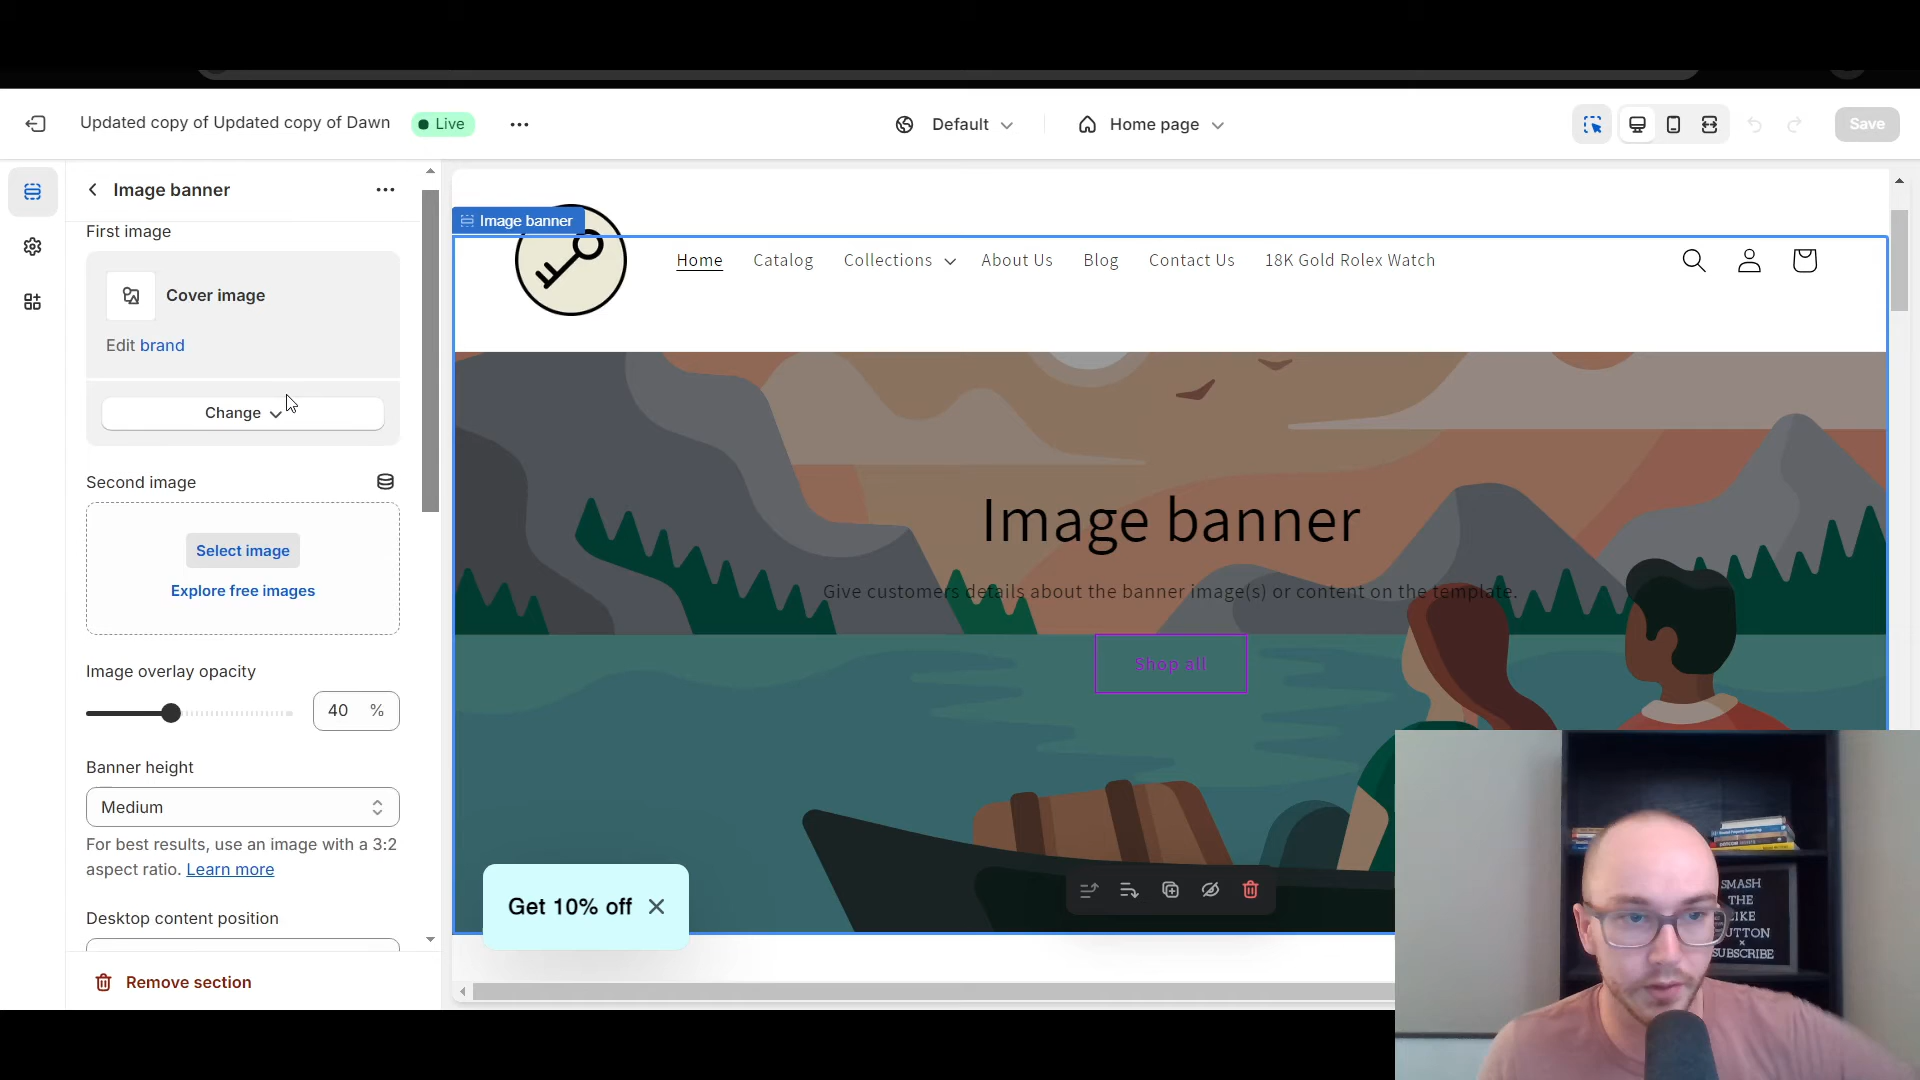 Updated copy of Updated copy of Dawn
Live
Default
Home page
Save
Image banner
First image
Cover image
Edit brand
Change
Second image
Select image
Explore free images
Image overlay opacity
40 %
Banner height
Medium
For best results, use an image with a 3:2
aspect ratio. Learn more
Desktop content position
Remove section
Image banner
Home
Catalog
Collections
About Us
Blog
Contact Us
18K Gold Rolex Watch
Image banner
Give customers details about the banner image(s) or content on the template.
Shop all
Get 10% off
SMASH
THE
LIKE
BUTTON
×
SUBSCRIBE